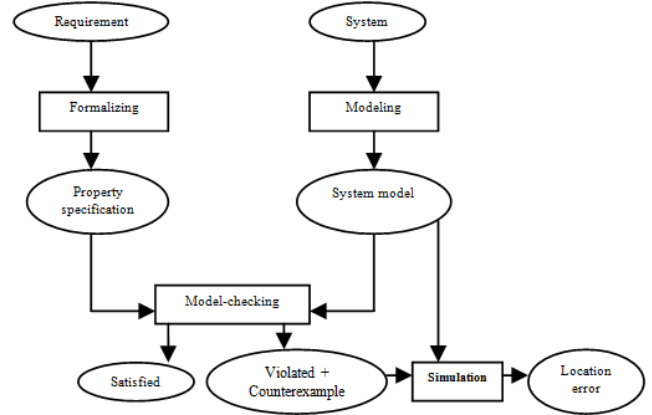 Requirement
System
Formalizing
Modeling
Property
specification
System model
Model-checking
Satisfied
Violated +
Counterexample
Simulation
Location
error